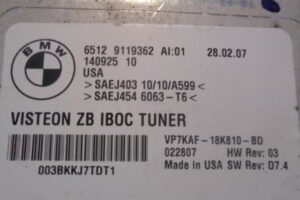 BMW
6512 9119362 AI:01 28.02.07
140925 10
USA
>SAEJ403 10/10/A599<
>SAEJ454 6063-T6<
VISTEON ZB IBOC TUNER
VP7KAF-18K810-BD
022807 HW Rev: 03
Made in USA SW Rev: D7.4
003BKKJ7TDT1